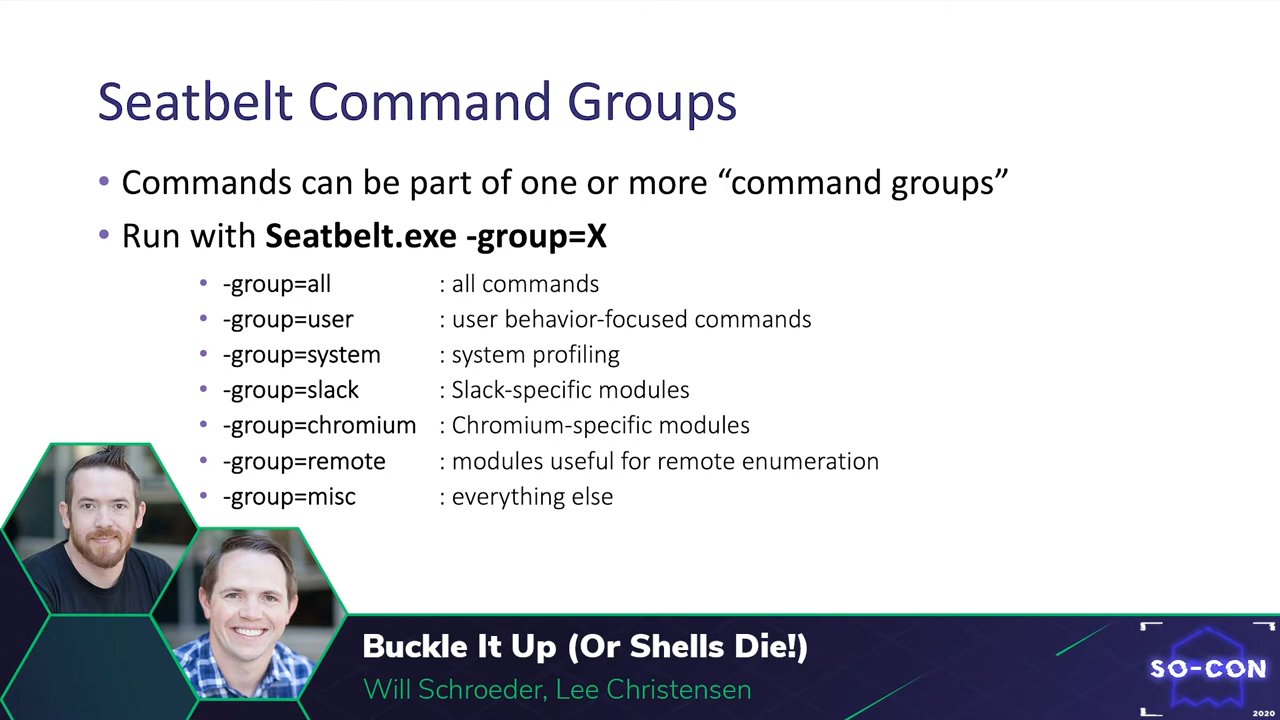 Seatbelt Command Groups
• Commands can be part of one or more “command groups”
• Run with Seatbelt.exe -group=X
• -group=all : all commands
• -group=user : user behavior-focused commands
• -group=system : system profiling
• -group=slack : Slack-specific modules
• -group=chromium : Chromium-specific modules
• -group=remote : modules useful for remote enumeration
• -group=misc : everything else
Buckle It Up (Or Shells Die!)
Will Schroeder, Lee Christensen
SO-CON
2020